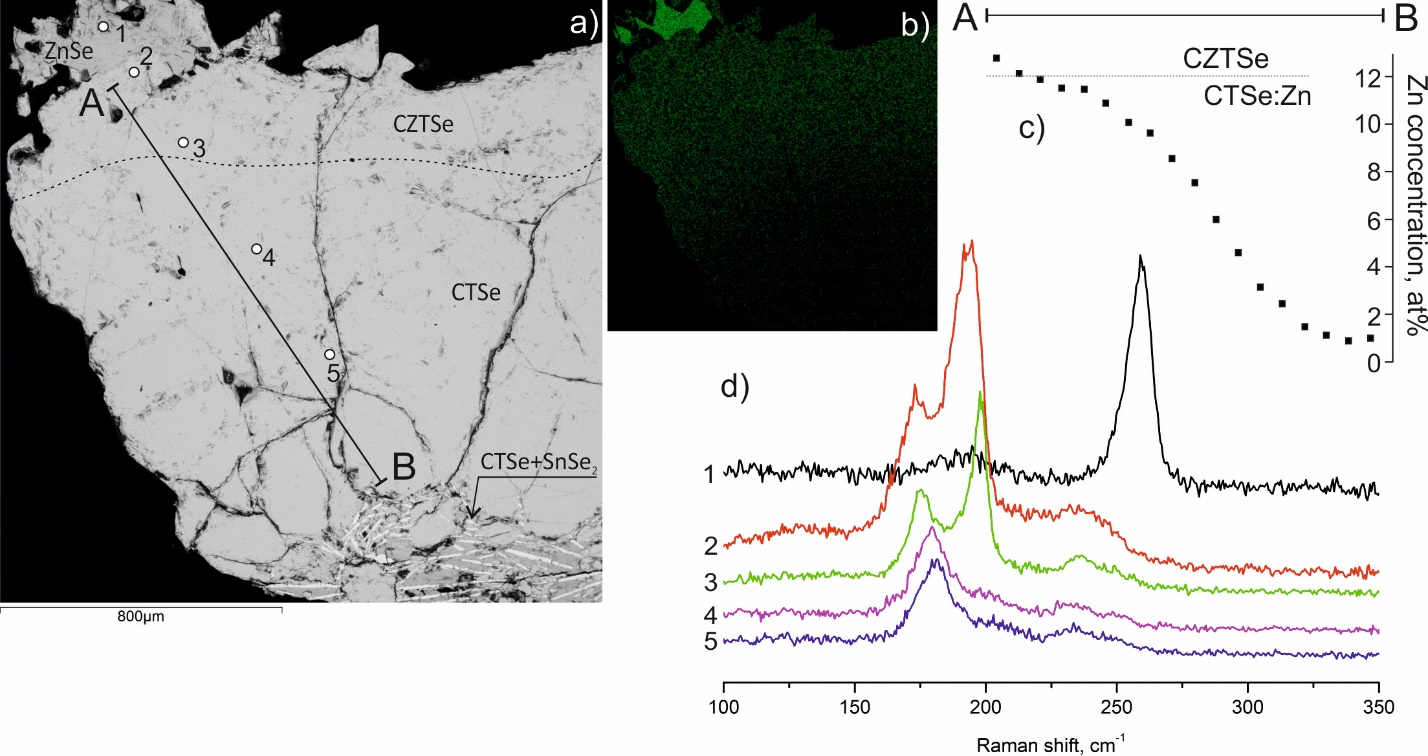 a)
ZnSe
1
2
A
3
CZTSe
4
CTSe
5
B
CTSe+SnSe₂
800µm
b)
A
B
CZTSe
CTSe:Zn
c)
12
10
8
6
4
2
0
Zn concentration, at%
d)
1
2
3
4
5
100
150
200
250
300
350
Raman shift, cm⁻¹